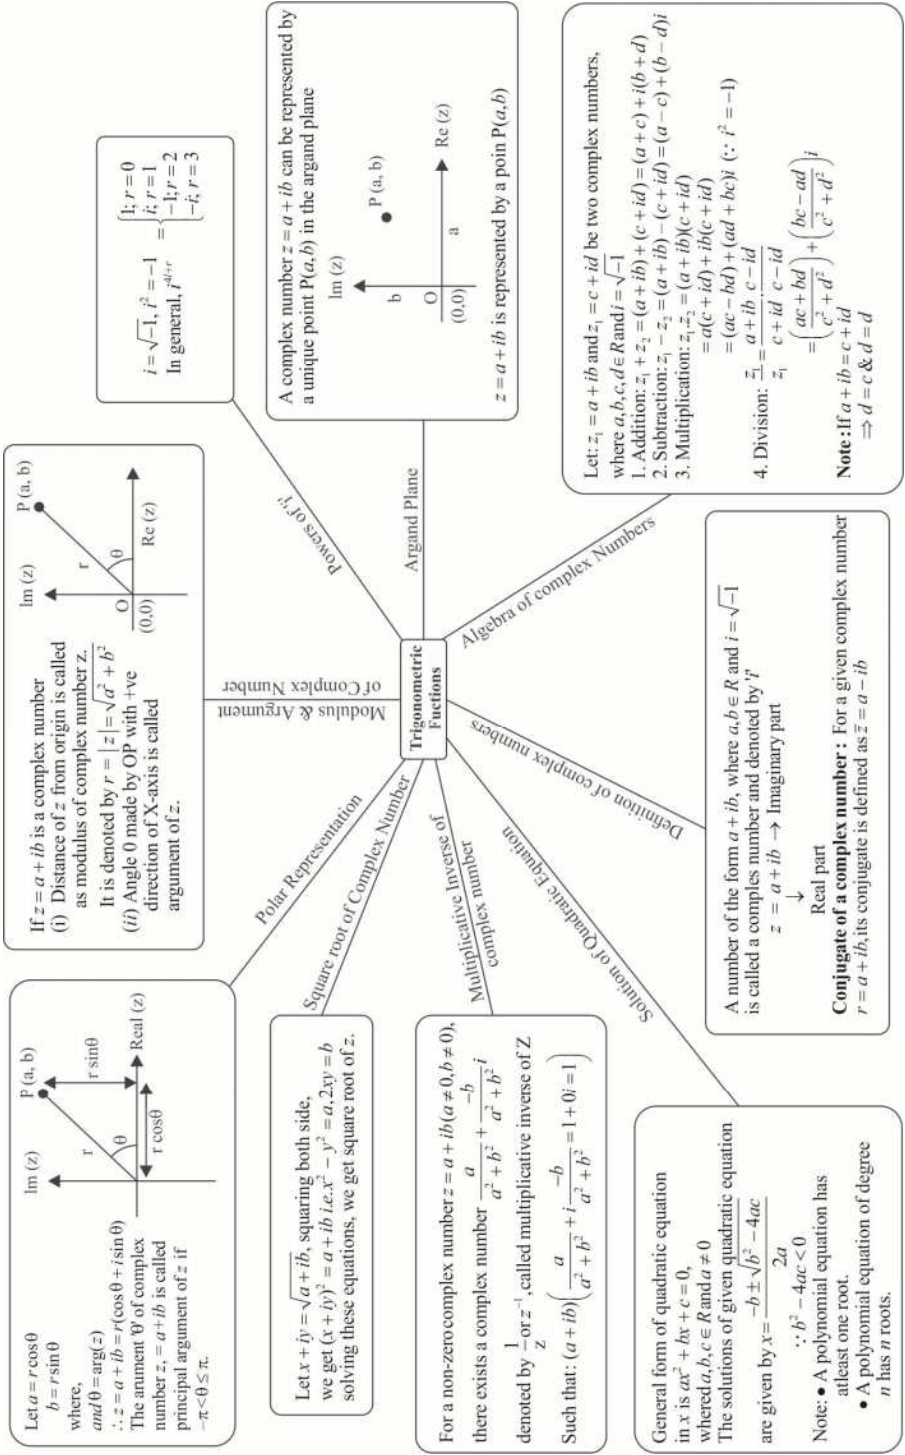 Trigonometric
Fuctions
Powers of 'i'
i = √-1, i² = -1
In general, i^{4l+r} = { 1; r = 0
i; r = 1
-1; r = 2
-i; r = 3
Argand Plane
A complex number z = a + ib can be represented by
a unique point P(a, b) in the argand plane
Im (z)
b
P (a, b)
O
(0,0)
a
Re (z)
z = a + ib is represented by a poin P(a,b)
Algebra of complex Numbers
Let: z₁ = a + ib and z₁ = c + id be two complex numbers,
where a,b,c,d ∈ R and i = √-1
1. Addition: z₁ + z₂ = (a + ib) + (c + id) = (a + c) + i(b + d)
2. Subtraction: z₁ - z₂ = (a + ib) - (c + id) = (a - c) + (b - d)i
3. Multiplication: z₁.z₂ = (a + ib)(c + id)
= a(c + id) + ib(c + id)
= (ac - bd) + (ad + bc)i (∵ i² = -1)
4. Division: z₁/z₁ = (a + ib)/(c + id) . (c - id)/(c - id)
= ((ac + bd)/(c² + d²)) + ((bc - ad)/(c² + d²))i
Note : If a + ib = c + id
⇒ d = c & d = d
Definition of complex numbers
A number of the form a + ib, where a,b ∈ R and i = √-1
is called a comples number and denoted by 'i'
z = a + ib → Imaginary part
↓
Real part
Conjugate of a complex number : For a given complex number
r = a + ib, its conjugate is defined as z̄ = a - ib
Modulus & Argument
of Complex Number
If z = a + ib is a complex number
(i) Distance of z from origin is called
as modulus of complex number z.
It is denoted by r = |z| = √a² + b²
(ii) Angle 0 made by OP with +ve
direction of X-axis is called
argument of z.
Im (z)
P (a, b)
r
θ
O
(0,0)
Re (z)
Polar Representation
Let a = r cosθ
b = r sinθ
where,
and θ = arg(z)
∴ z = a + ib = r(cosθ + i sinθ)
The arument 'θ' of complex
number z, = a + ib is called
principal argument of z if
-π < θ ≤ π.
Im (z)
P (a, b)
r
θ
r sinθ
r cosθ
Real (z)
Square root of Complex Number
Let x + iy = √a + ib, squaring both side,
we get (x + iy)² = a + ib i.e. x² - y² = a, 2xy = b
solving these equations, we get square root of z.
Multiplicative Inverse of
complex number
For a non-zero complex number z = a + ib (a ≠ 0, b ≠ 0),
there exists a complex number a/(a² + b²) + -b/(a² + b²) i
denoted by 1/z or z⁻¹, called multiplicative inverse of Z
Such that: (a + ib)(a/(a² + b²) + i -b/(a² + b²)) = 1 + 0i = 1
Solution of Quadratic Equation
General form of quadratic equation
in x is ax² + bx + c = 0,
where d a, b, c ∈ R and a ≠ 0
The solutions of given quadratic equation
are given by x = (-b ± √b² - 4ac)/2a
∵ b² - 4ac < 0
Note: • A polynomial equation has
atleast one root.
• A polynomial equation of degree
n has n roots.